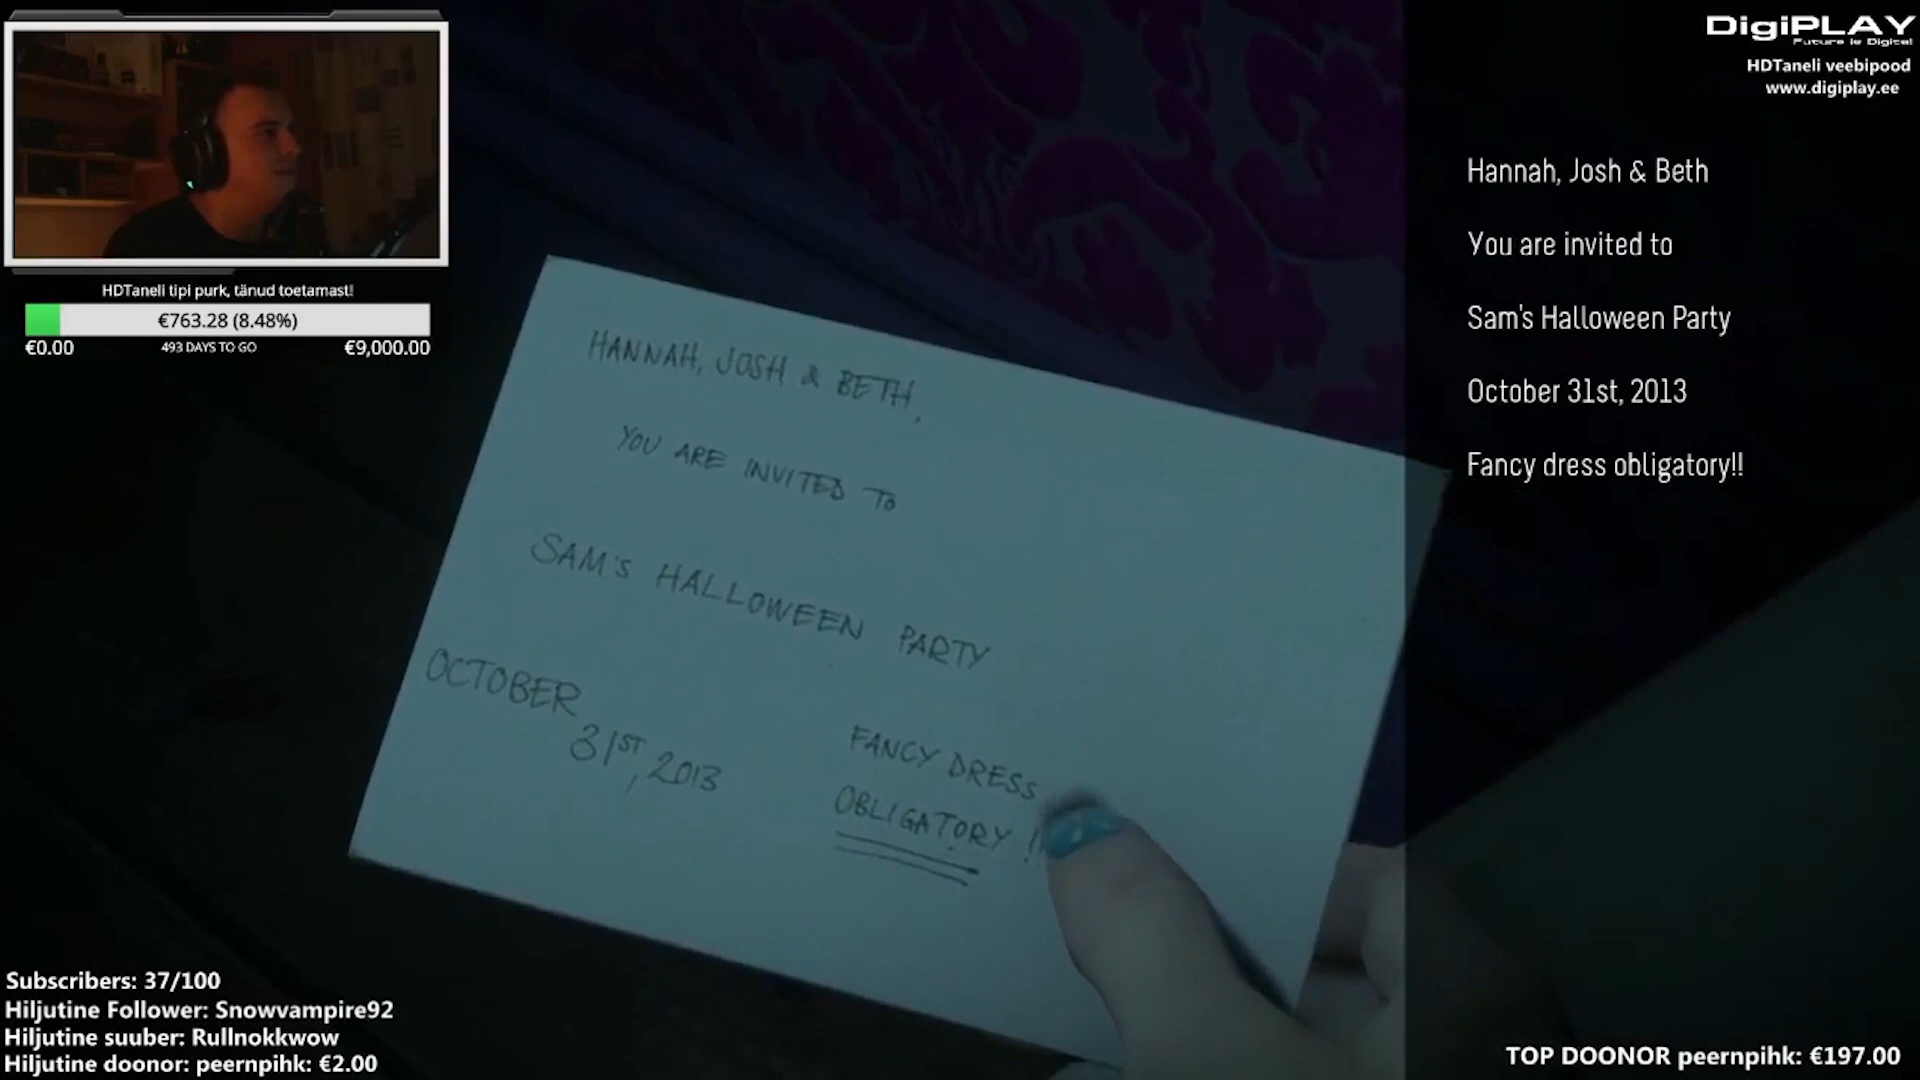 DigiPLAY
Future is Digital
HDTaneli veebipood
www.digiplay.ee
HDTaneli tipi purk, tänud toetamast!
€763.28 (8.48%)
€0.00
493 DAYS TO GO
€9,000.00
HANNAH, JOSH & BETH,
YOU ARE INVITED TO
SAM'S HALLOWEEN PARTY
OCTOBER
31ST, 2013
FANCY DRESS
OBLIGATORY !!
Hannah, Josh & Beth
You are invited to
Sam's Halloween Party
October 31st, 2013
Fancy dress obligatory!!
Subscribers: 37/100
Hiljutine Follower: Snowvampire92
Hiljutine suuber: Rullnokkwow
Hiljutine doonor: peernpihk: €2.00
TOP DOONOR peernpihk: €197.00